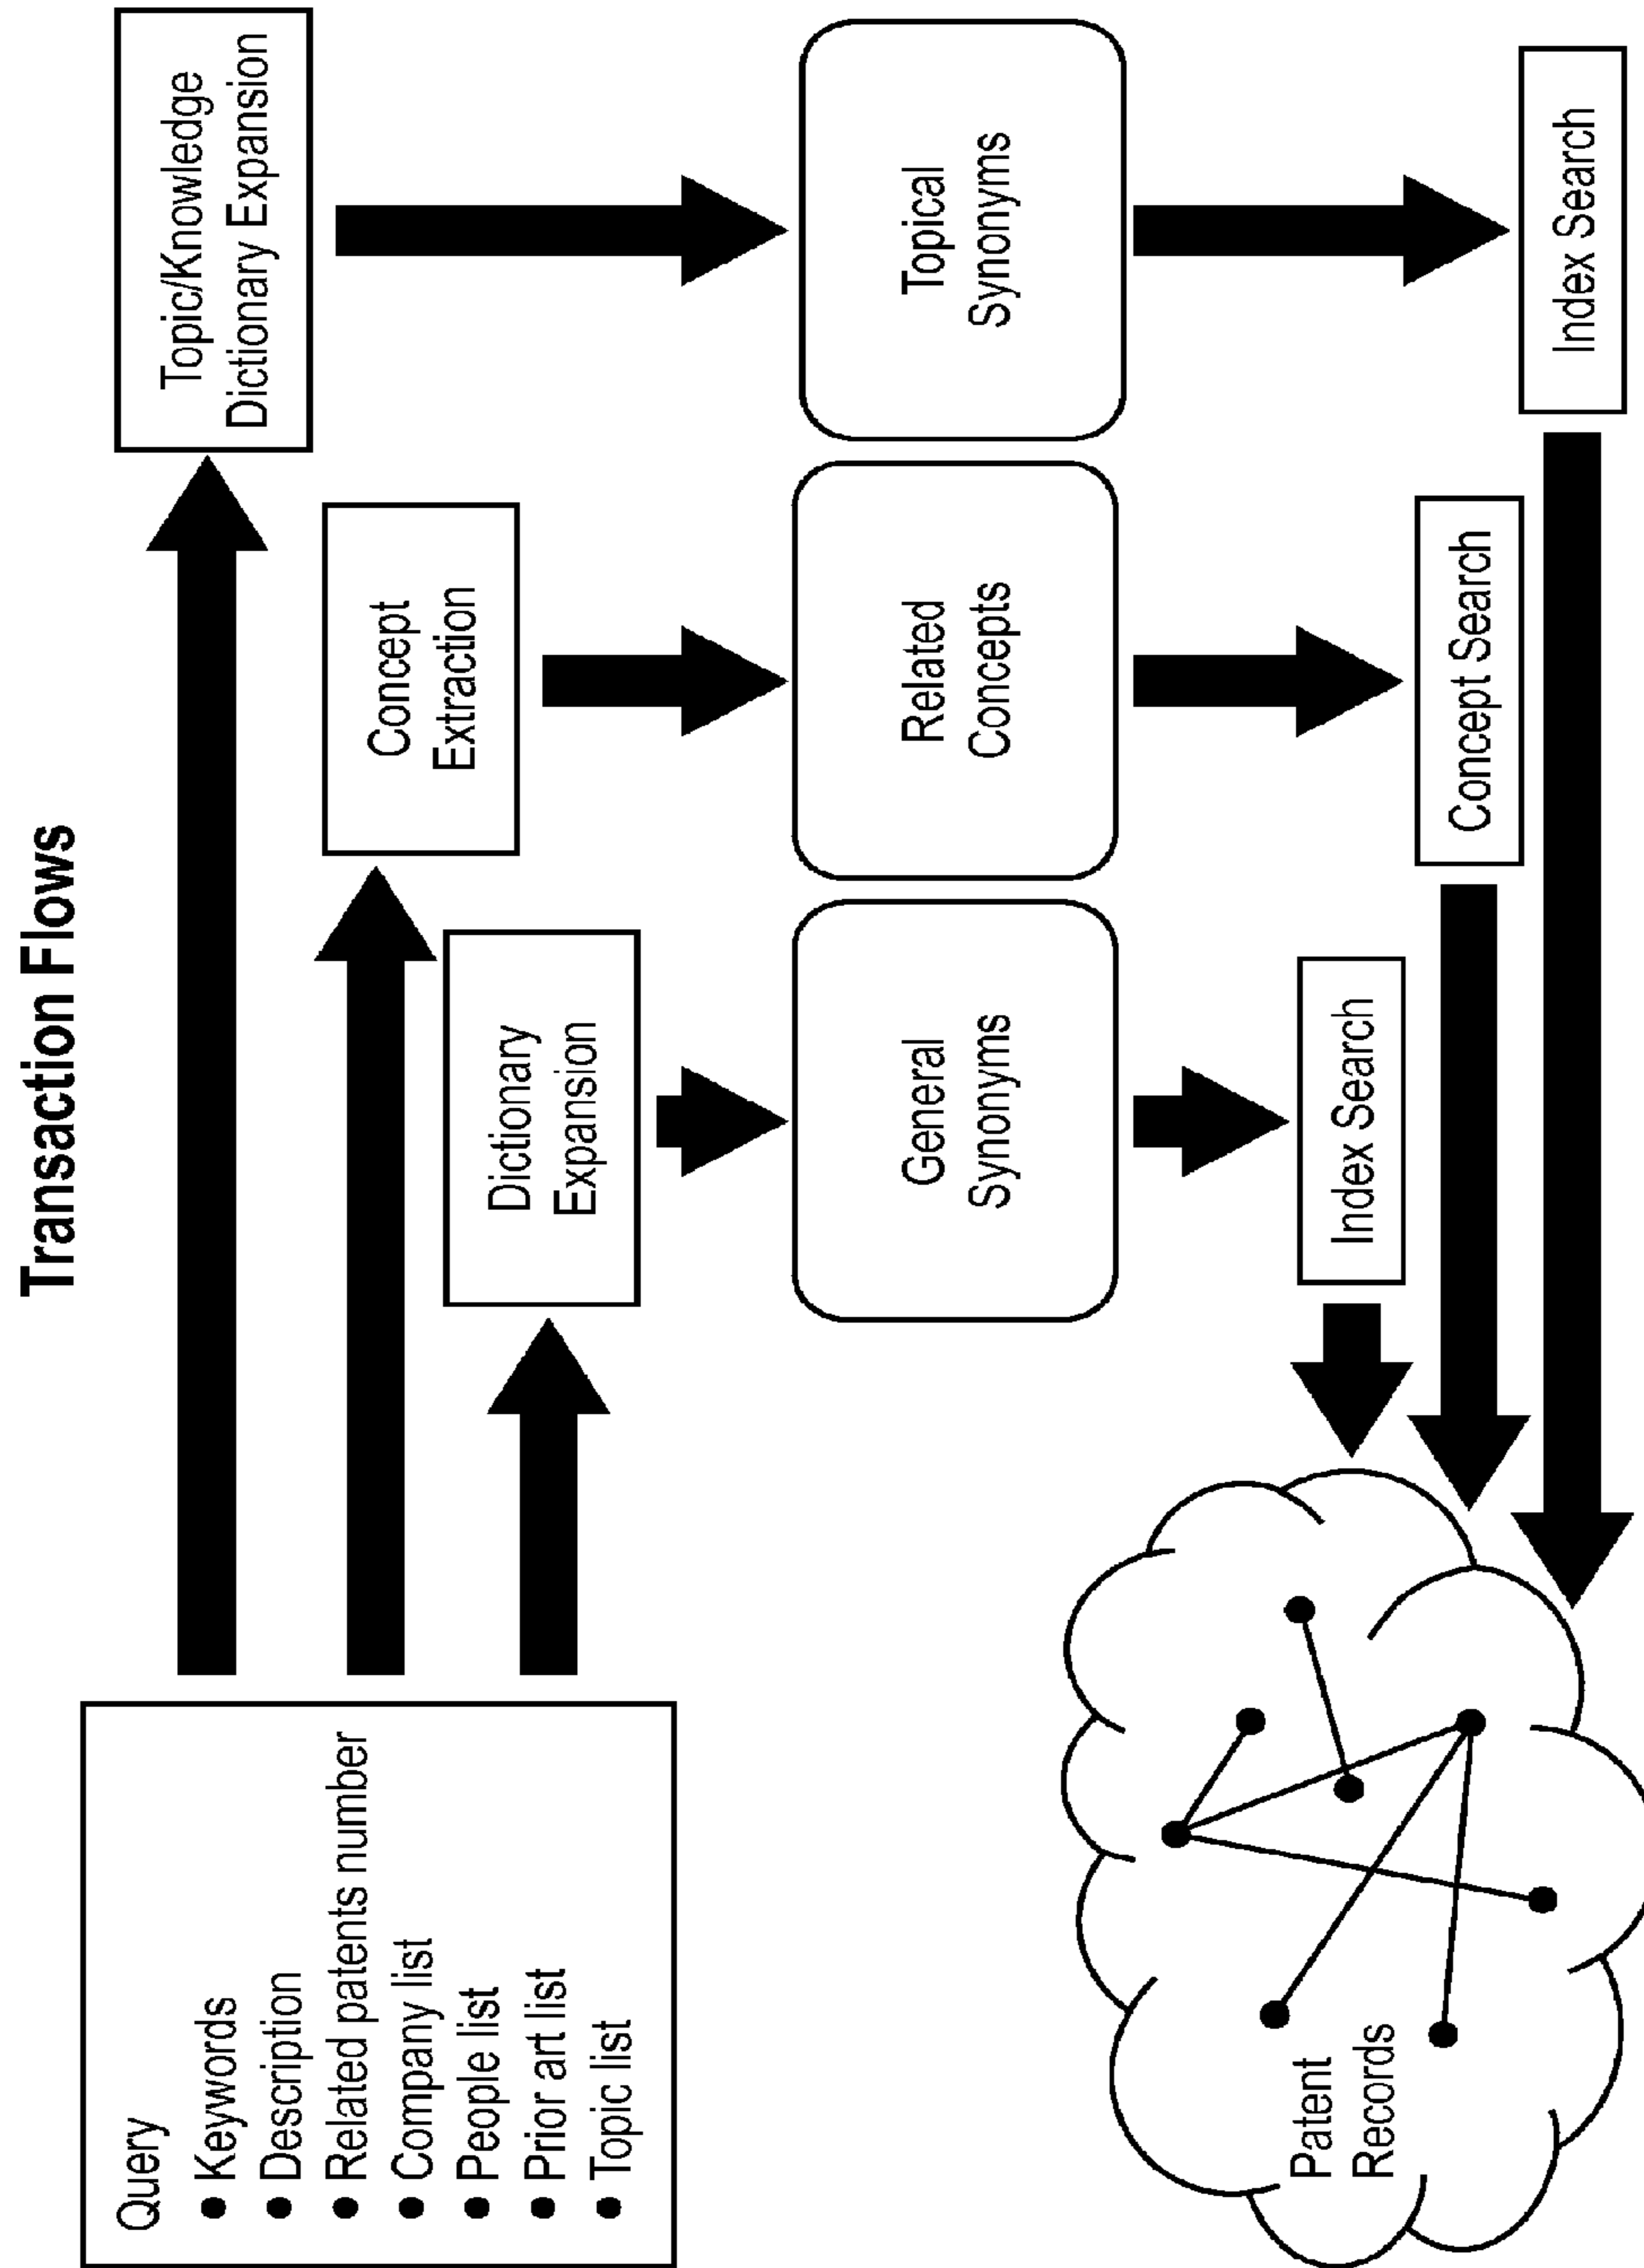 Transaction Flows
Query
• Keywords
• Description
• Related patents number
• Company list
• People list
• Prior art list
• Topic list
Topic/Knowledge
Dictionary Expansion
Concept
Extraction
Dictionary
Expansion
General
Synonyms
Related
Concepts
Topical
Synonyms
Index Search
Concept Search
Index Search
Patent
Records